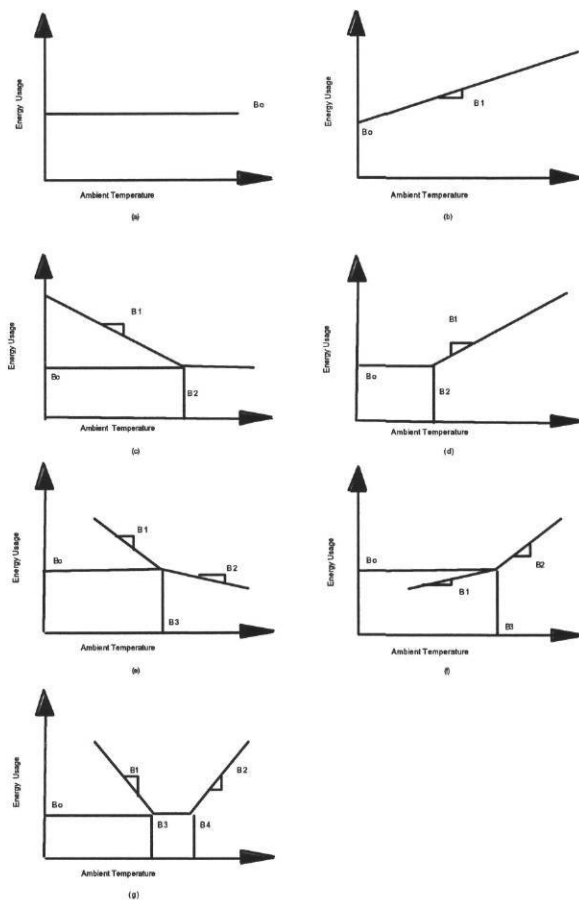 Energy Usage
Bo
Ambient Temperature
(a)
Energy Usage
Bo
B1
Ambient Temperature
(b)
Energy Usage
B1
Bo
B2
Ambient Temperature
(c)
Energy Usage
B1
Bo
B2
Ambient Temperature
(d)
Energy Usage
B1
Bo
B2
B3
Ambient Temperature
(e)
Energy Usage
Bo
B2
B1
B3
Ambient Temperature
(f)
Energy Usage
B1
B2
Bo
B3
B4
Ambient Temperature
(g)